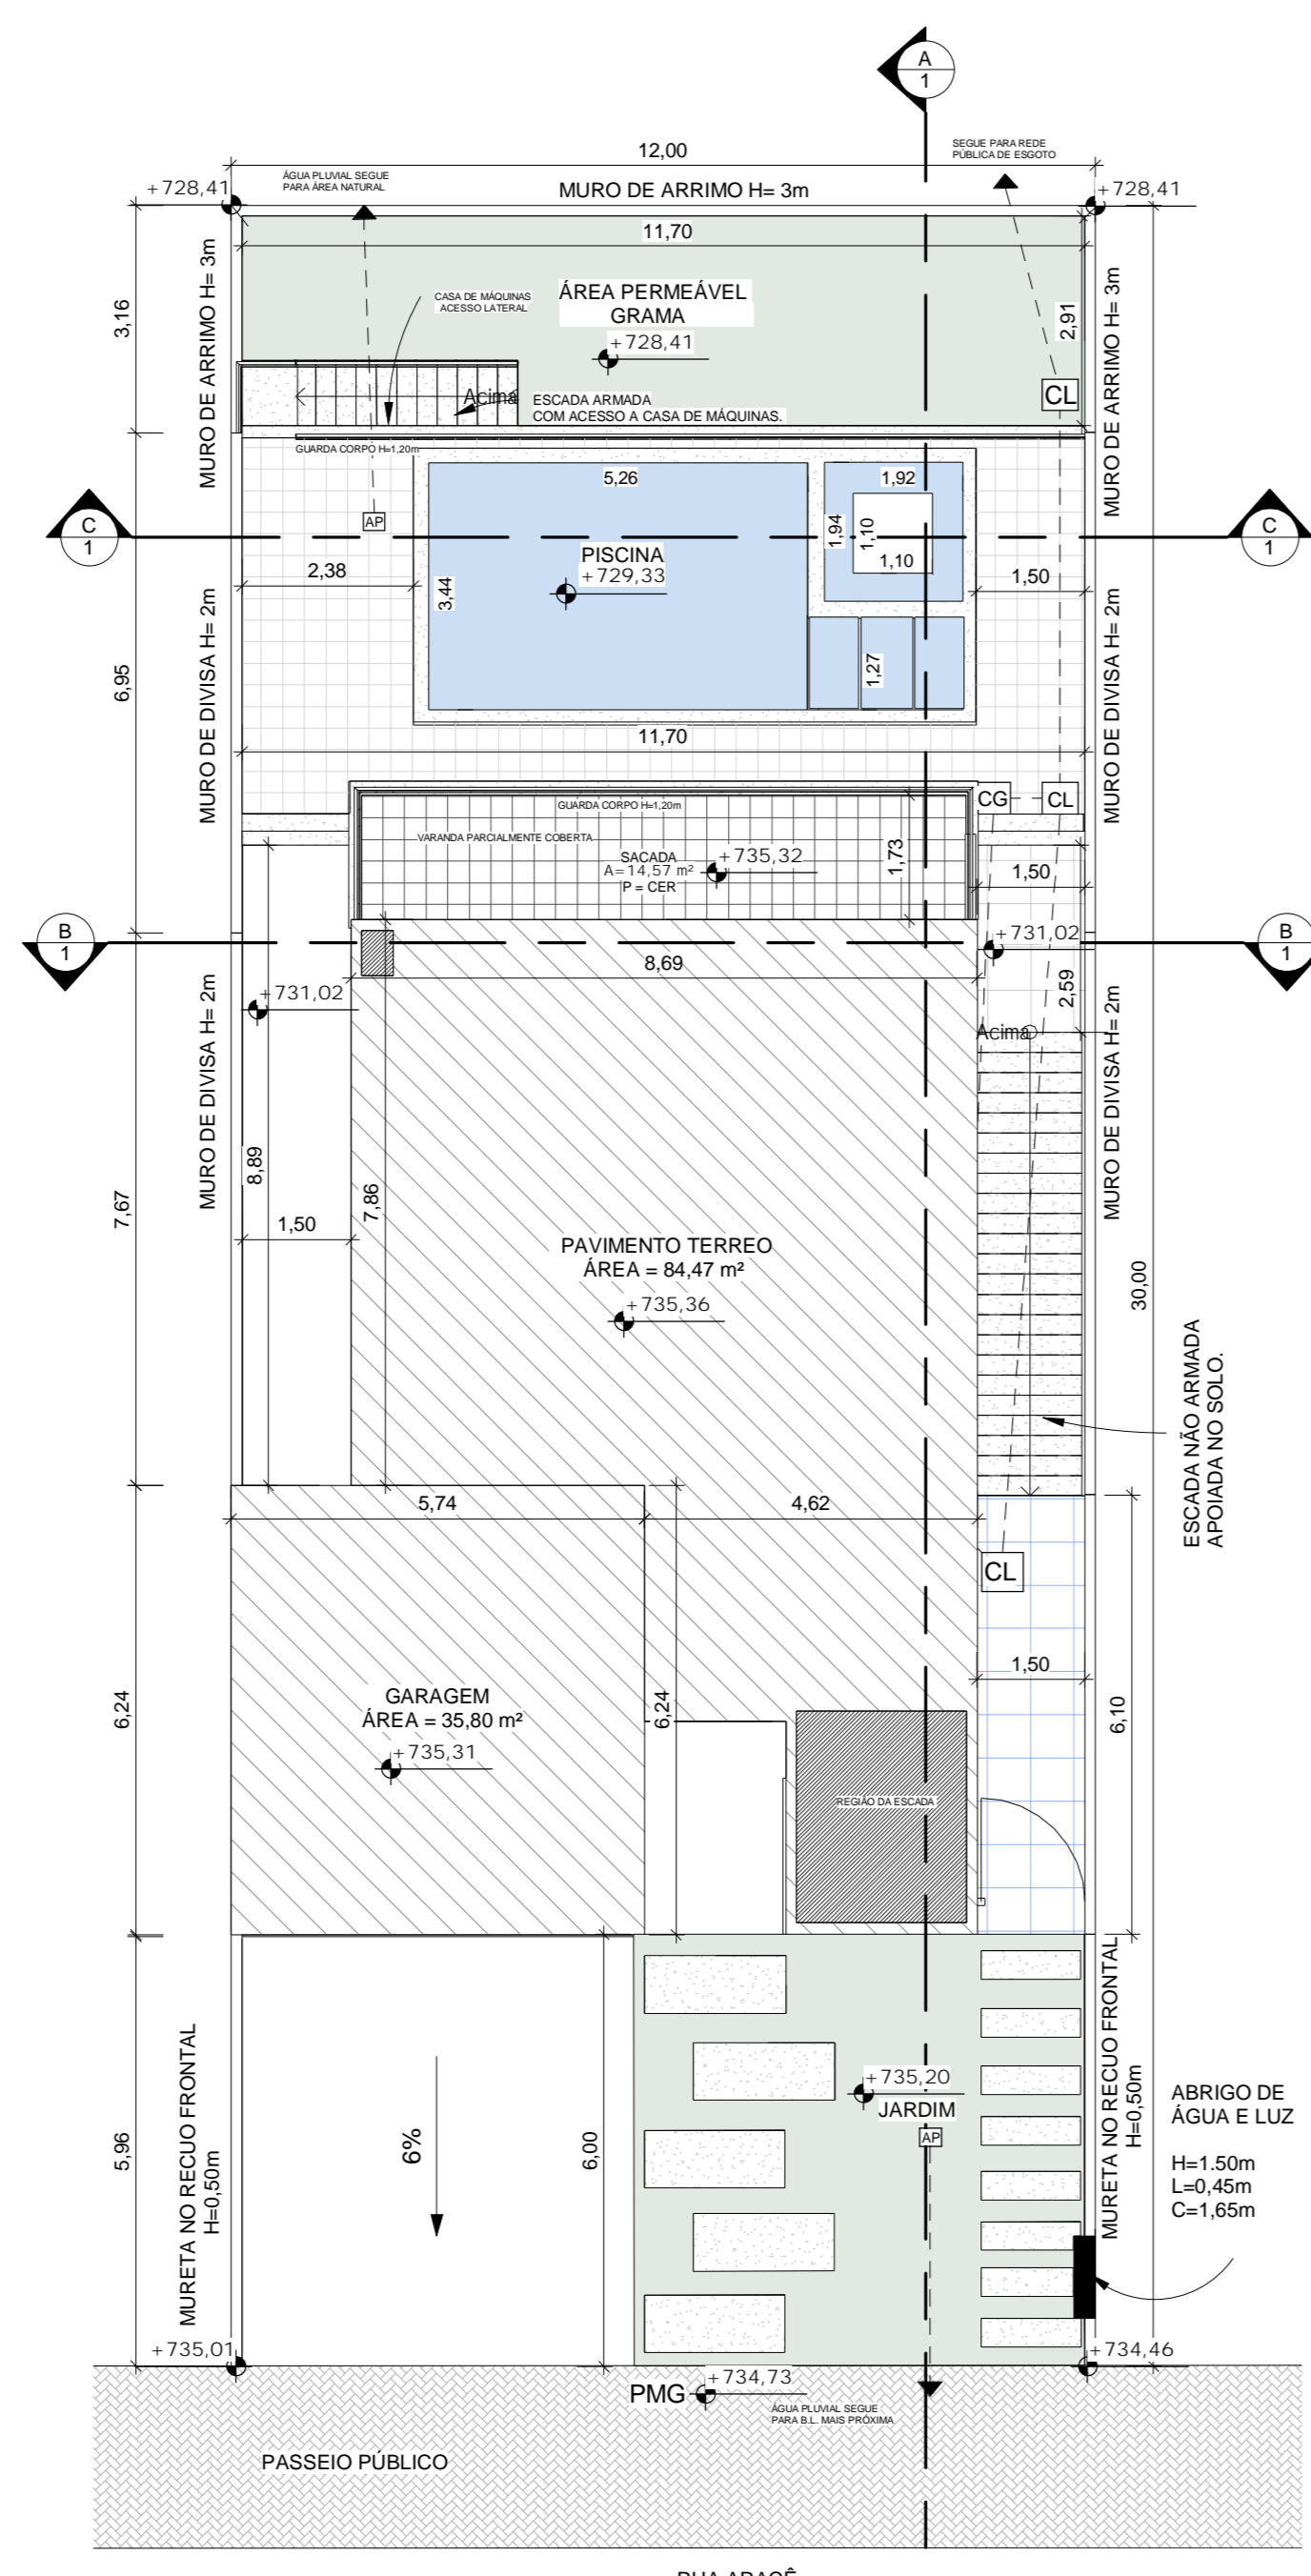 A
1
SEGUE PARA REDE
PÚBLICA DE ESGOTO
12,00
ÁGUA PLUVIAL SEGUE
PARA ÁREA NATURAL
+728,41
MURO DE ARRIMO H= 3m
+728,41
11,70
MURO DE ARRIMO H= 3m
3,16
CASA DE MÁQUINAS
ACESSO LATERAL
ÁREA PERMEÁVEL
GRAMA
+728,41
2,91
MURO DE ARRIMO H= 3m
CL
Acima
ESCADA ARMADA
COM ACESSO A CASA DE MÁQUINAS.
GUARDA CORPO H=1,20m
5,26
1,92
C
1
AP
1,94
1,10
1,10
C
1
PISCINA
+729,33
2,38
3,44
1,50
MURO DE DIVISA H= 2m
6,95
1,27
MURO DE DIVISA H= 2m
11,70
GUARDA CORPO H=1,20m
CG
CL
VARANDA PARCIALMENTE COBERTA
SACADA
A=14,57 m²
P = CER
+735,32
1,73
1,50
B
1
+731,02
B
1
8,69
+731,02
2,59
MURO DE DIVISA H= 2m
Acima
MURO DE DIVISA H= 2m
8,89
7,67
7,86
1,50
PAVIMENTO TERREO
ÁREA = 84,47 m²
+735,36
30,00
ESCADA NÃO ARMADA
APOIADA NO SOLO.
5,74
4,62
CL
1,50
GARAGEM
ÁREA = 35,80 m²
+735,31
6,24
6,24
6,10
REGIÃO DA ESCADA
MURETA NO RECUO FRONTAL
H=0,50m
5,96
6%
6,00
+735,20
JARDIM
AP
MURETA NO RECUO FRONTAL
H=0,50m
ABRIGO DE
ÁGUA E LUZ
H=1.50m
L=0,45m
C=1,65m
+735,01
+734,46
PMG
+734,73
ÁGUA PLUVIAL SEGUE
PARA B.L. MAIS PRÓXIMA
PASSEIO PÚBLICO